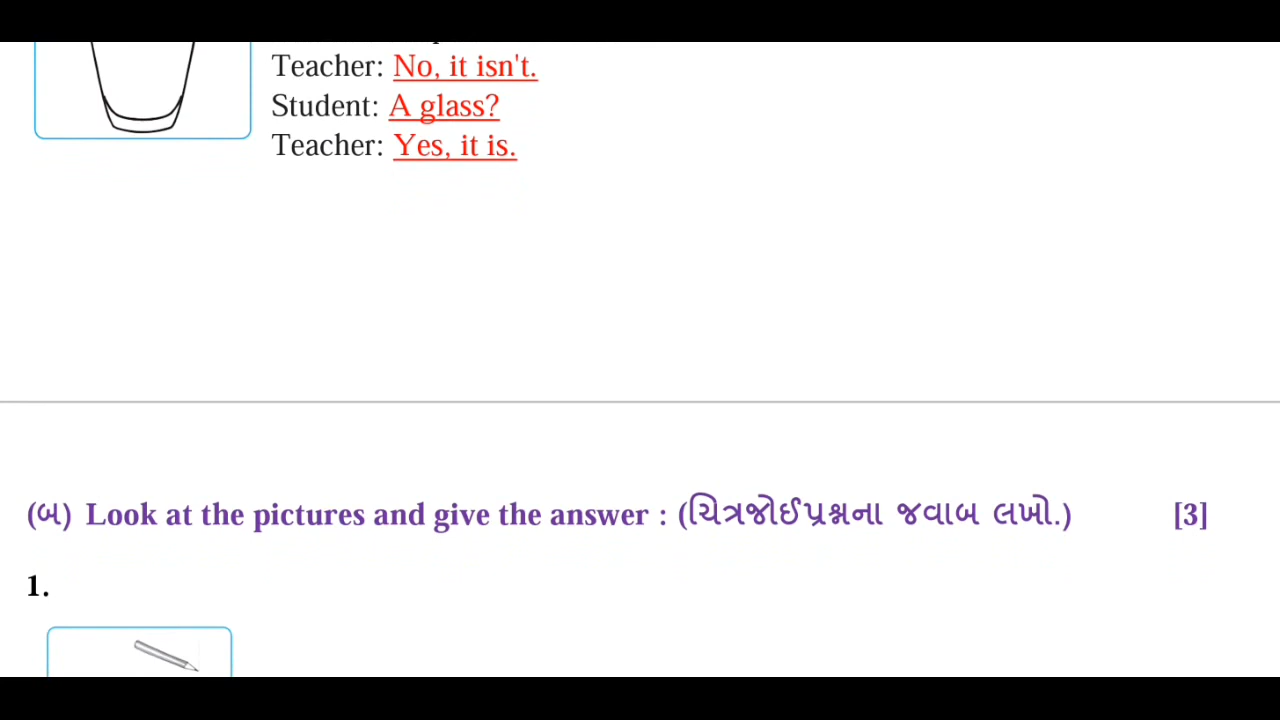 Teacher: No, it isn't.
Student: A glass?
Teacher: Yes, it is.
(બ) Look at the pictures and give the answer : (ચિત્રજોઈપ્રશ્નના જવાબ લખો.) [3]
1.